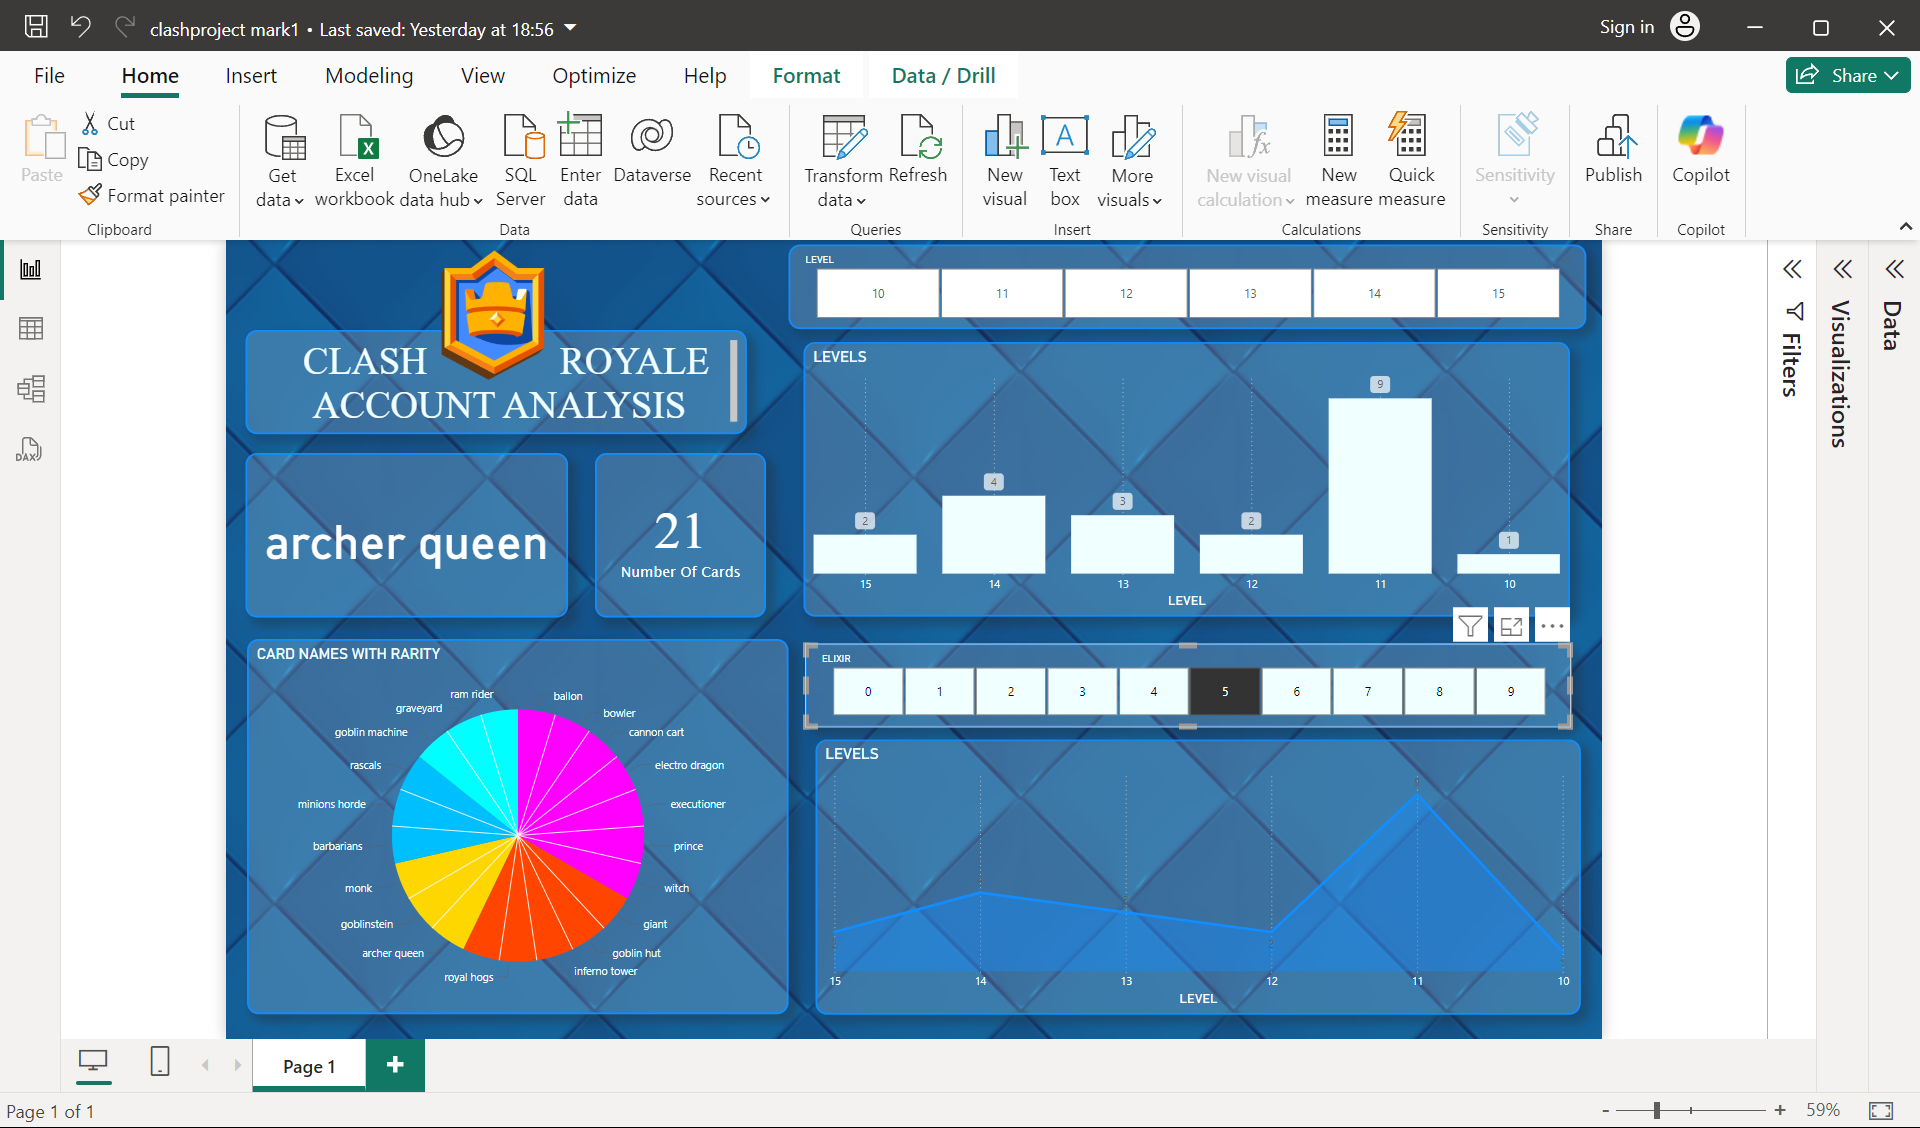 clashproject mark1 • Last saved: Yesterday at 18:56
Sign in
File
Home
Insert
Modeling
View
Optimize
Help
Format
Data / Drill
Share
Paste
Cut
Copy
Format painter
Clipboard
Get data
Excel workbook
OneLake data hub
SQL Server
Enter data
Dataverse
Recent sources
Data
Transform data
Refresh
Queries
New visual
A
Text box
More visuals
Insert
fx
New visual calculation
New measure
Quick measure
Calculations
Sensitivity
Sensitivity
Publish
Share
Copilot
Copilot
DAX
CLASH ROYALE
ACCOUNT ANALYSIS
LEVEL
10
11
12
13
14
15
archer queen
21
Number Of Cards
LEVELS
2
4
3
2
9
1
15
14
13
12
11
10
LEVEL
CARD NAMES WITH RARITY
ram rider
ballon
graveyard
bowler
goblin machine
cannon cart
rascals
electro dragon
minions horde
executioner
barbarians
prince
monk
witch
goblinstein
giant
archer queen
goblin hut
royal hogs
inferno tower
ELIXIR
0
1
2
3
4
5
6
7
8
9
LEVELS
15
14
13
12
11
10
LEVEL
Filters
Visualizations
Data
Page 1
+
Page 1 of 1
-
+
59%